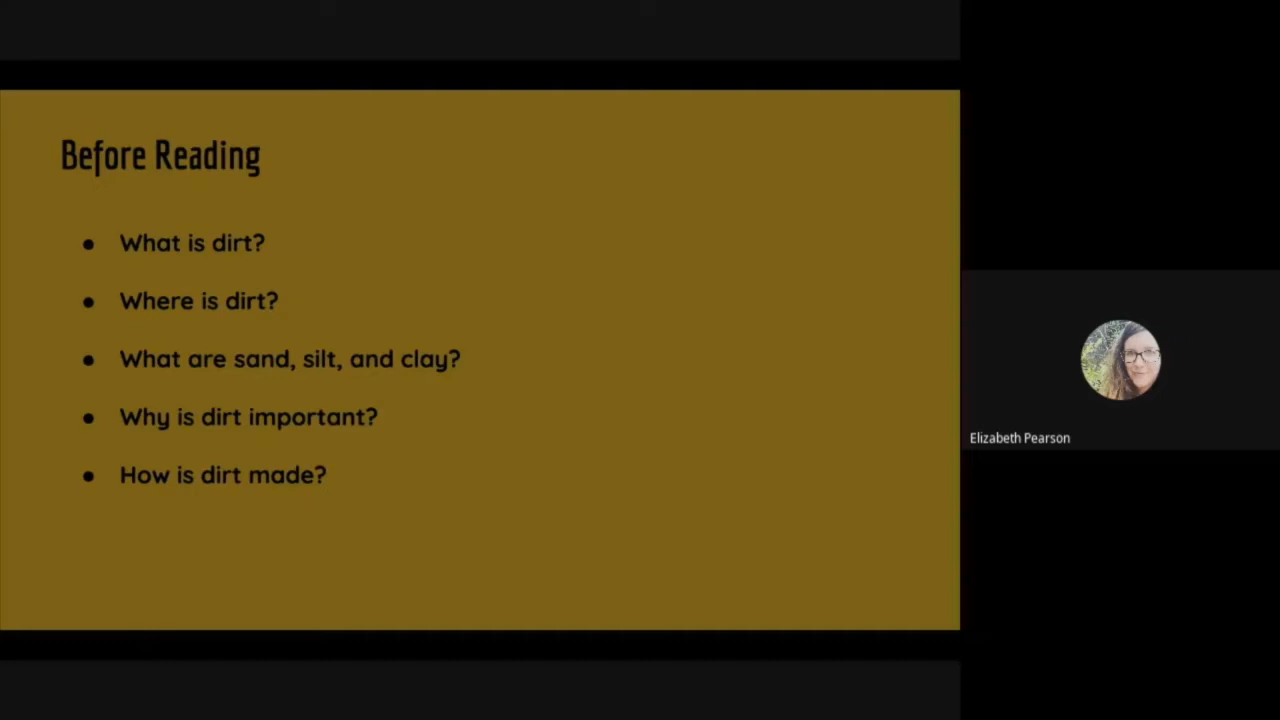 Before Reading
● What is dirt?
● Where is dirt?
● What are sand, silt, and clay?
● Why is dirt important?
● How is dirt made?
Elizabeth Pearson